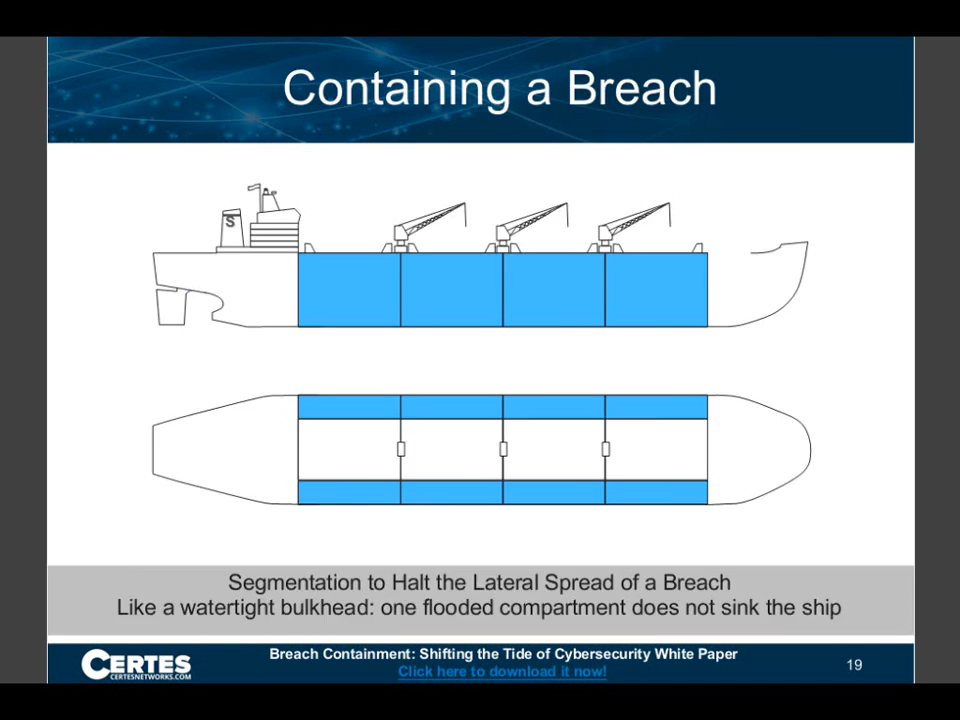 Containing a Breach
S
Segmentation to Halt the Lateral Spread of a Breach
Like a watertight bulkhead: one flooded compartment does not sink the ship
Breach Containment: Shifting the Tide of Cybersecurity White Paper
Click here to download it now!
CERTES
CERTESNETWORKS.COM
19